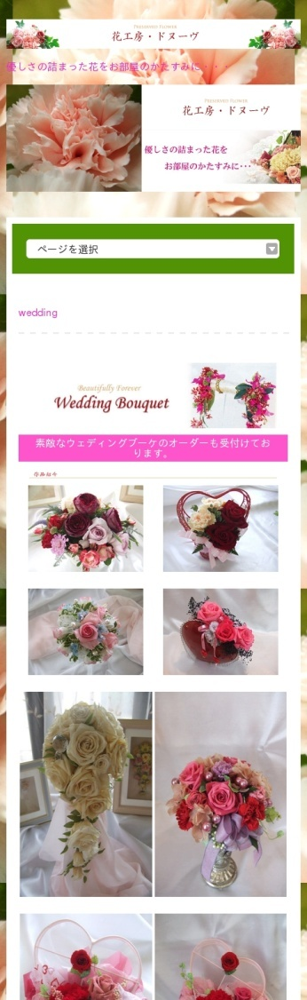 PRESERVED FLOWER
花工房・ドヌーヴ
優しさの詰まった花をお部屋のかたすみに・・・
PRESERVED FLOWER
花工房・ドヌーヴ
優しさの詰まった花を
お部屋のかたすみに・・・
ページを選択
wedding
Beautifully Forever
Wedding Bouquet
素敵なウェディングブーケのオーダーも受付けてお
ります。